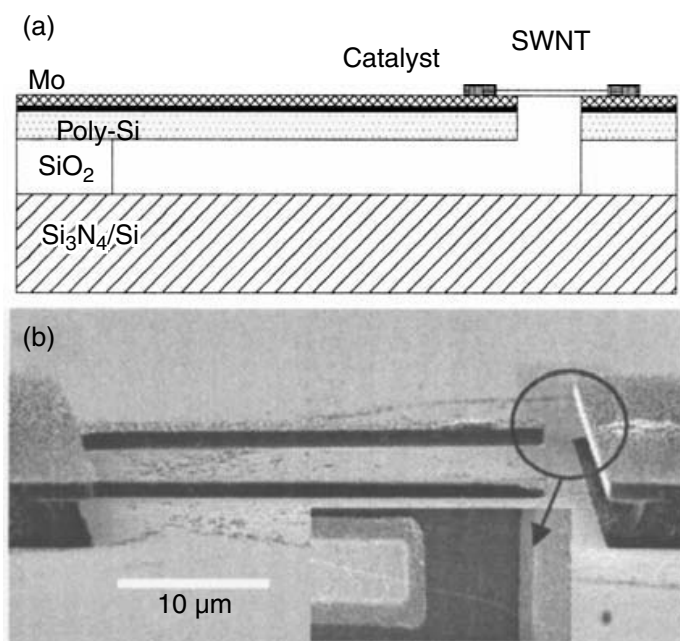 (a)
SWNT
Catalyst
Mo
Poly-Si
SiO₂
Si₃N₄/Si
(b)
10 μm